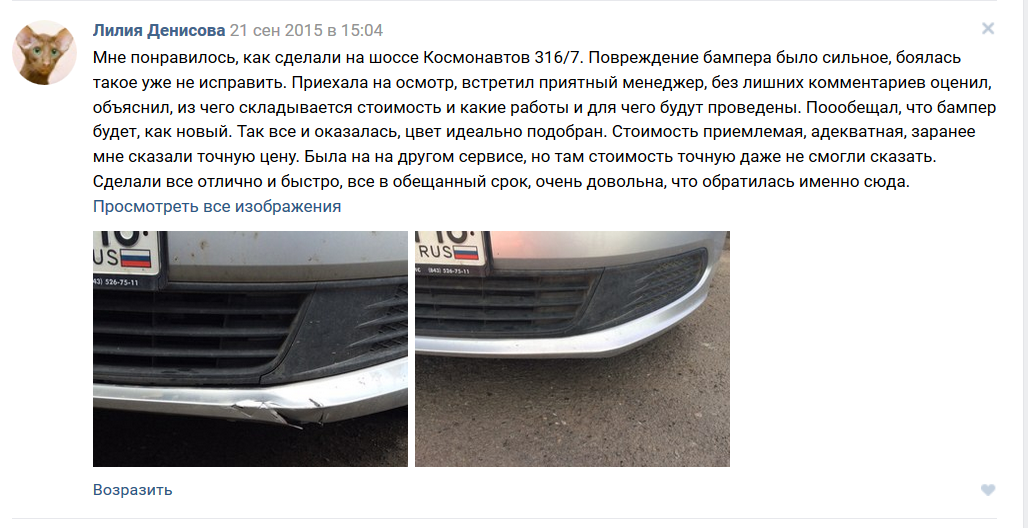 Лилия Денисова 21 сен 2015 в 15:04
Мне понравилось, как сделали на шоссе Космонавтов 316/7. Повреждение бампера было сильное, боялась
такое уже не исправить. Приехала на осмотр, встретил приятный менеджер, без лишних комментариев оценил,
объяснил, из чего складывается стоимость и какие работы и для чего будут проведены. Поообещал, что бампер
будет, как новый. Так все и оказалась, цвет идеально подобран. Стоимость приемлемая, адекватная, заранее
мне сказали точную цену. Была на на другом сервисе, но там стоимость точную даже не смогли сказать.
Сделали все отлично и быстро, все в обещанный срок, очень довольна, что обратилась именно сюда.
Просмотреть все изображения
US
43) 526-75-11
RUS
(843) 526-75-11
Возразить